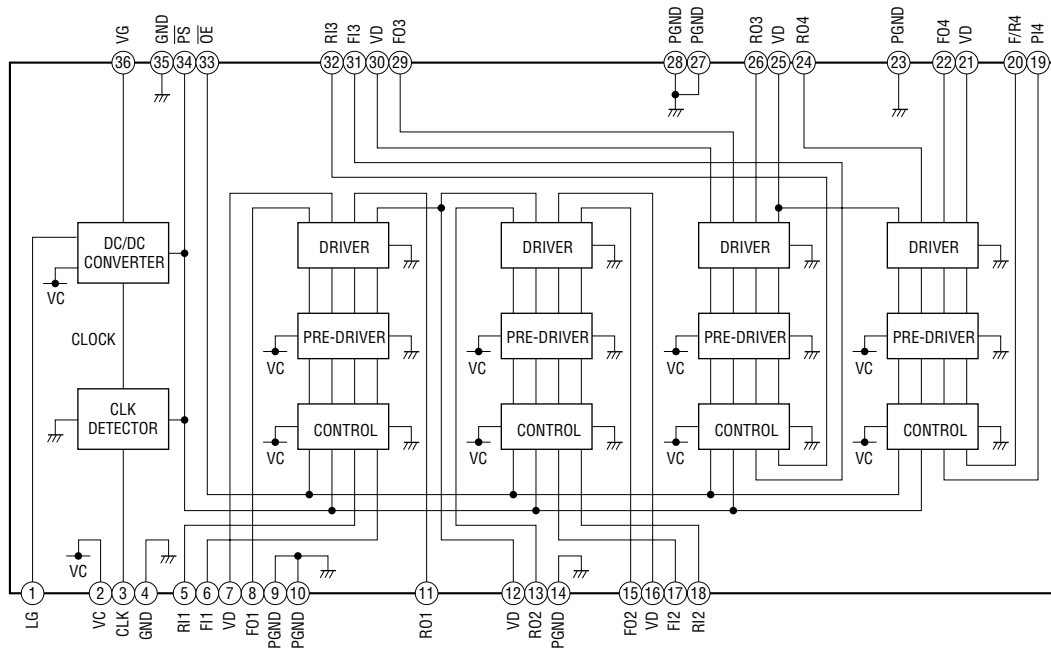 VG
GND
PS
OE
RI3
FI3
VD
FO3
PGND
PGND
RO3
VD
RO4
PGND
FO4
VD
F/R4
PI4
36
35
34
33
32
31
30
29
28
27
26
25
24
23
22
21
20
19
DC/DC
CONVERTER
DRIVER
DRIVER
DRIVER
DRIVER
VC
CLOCK
PRE-DRIVER
PRE-DRIVER
PRE-DRIVER
PRE-DRIVER
VC
VC
VC
VC
CLK
DETECTOR
CONTROL
CONTROL
CONTROL
CONTROL
VC
VC
VC
VC
VC
1
2
3
4
5
6
7
8
9
10
11
12
13
14
15
16
17
18
LG
VC
CLK
GND
RI1
FI1
VD
FO1
PGND
PGND
RO1
VD
RO2
PGND
FO2
VD
FI2
RI2